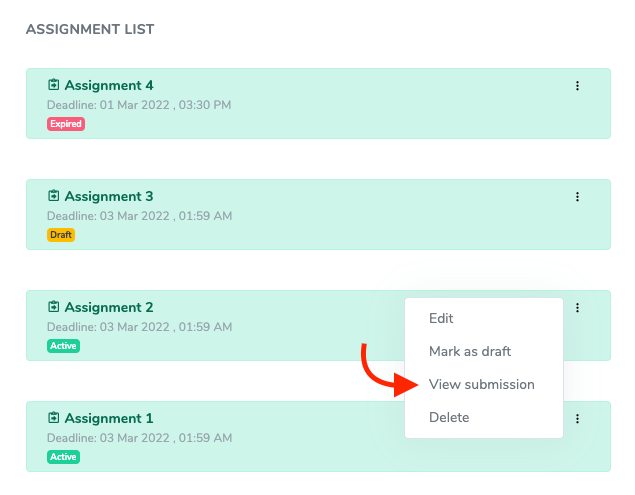 ASSIGNMENT LIST
Assignment 4
Deadline: 01 Mar 2022 , 03:30 PM
Expired
Assignment 3
Deadline: 03 Mar 2022 , 01:59 AM
Draft
Assignment 2
Deadline: 03 Mar 2022 , 01:59 AM
Active
Edit
Mark as draft
View submission
Delete
Assignment 1
Deadline: 03 Mar 2022 , 01:59 AM
Active